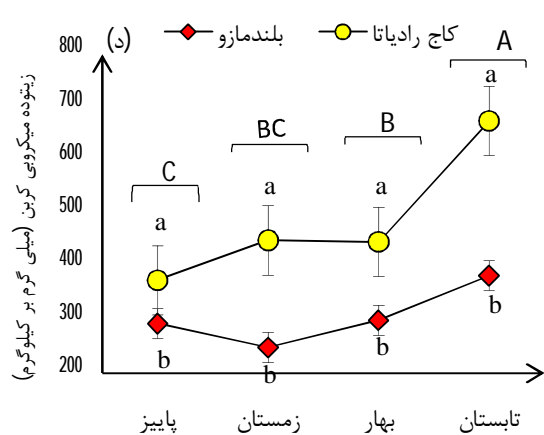 (د) بلندمازو کاج رادیاتا
زیتوده میکروبی کربن (میلی گرم بر کیلوگرم)
800
700
600
500
400
300
200
A
B
BC
C
a
a
a
a
b
b
b
b
پاییز زمستان بهار تابستان